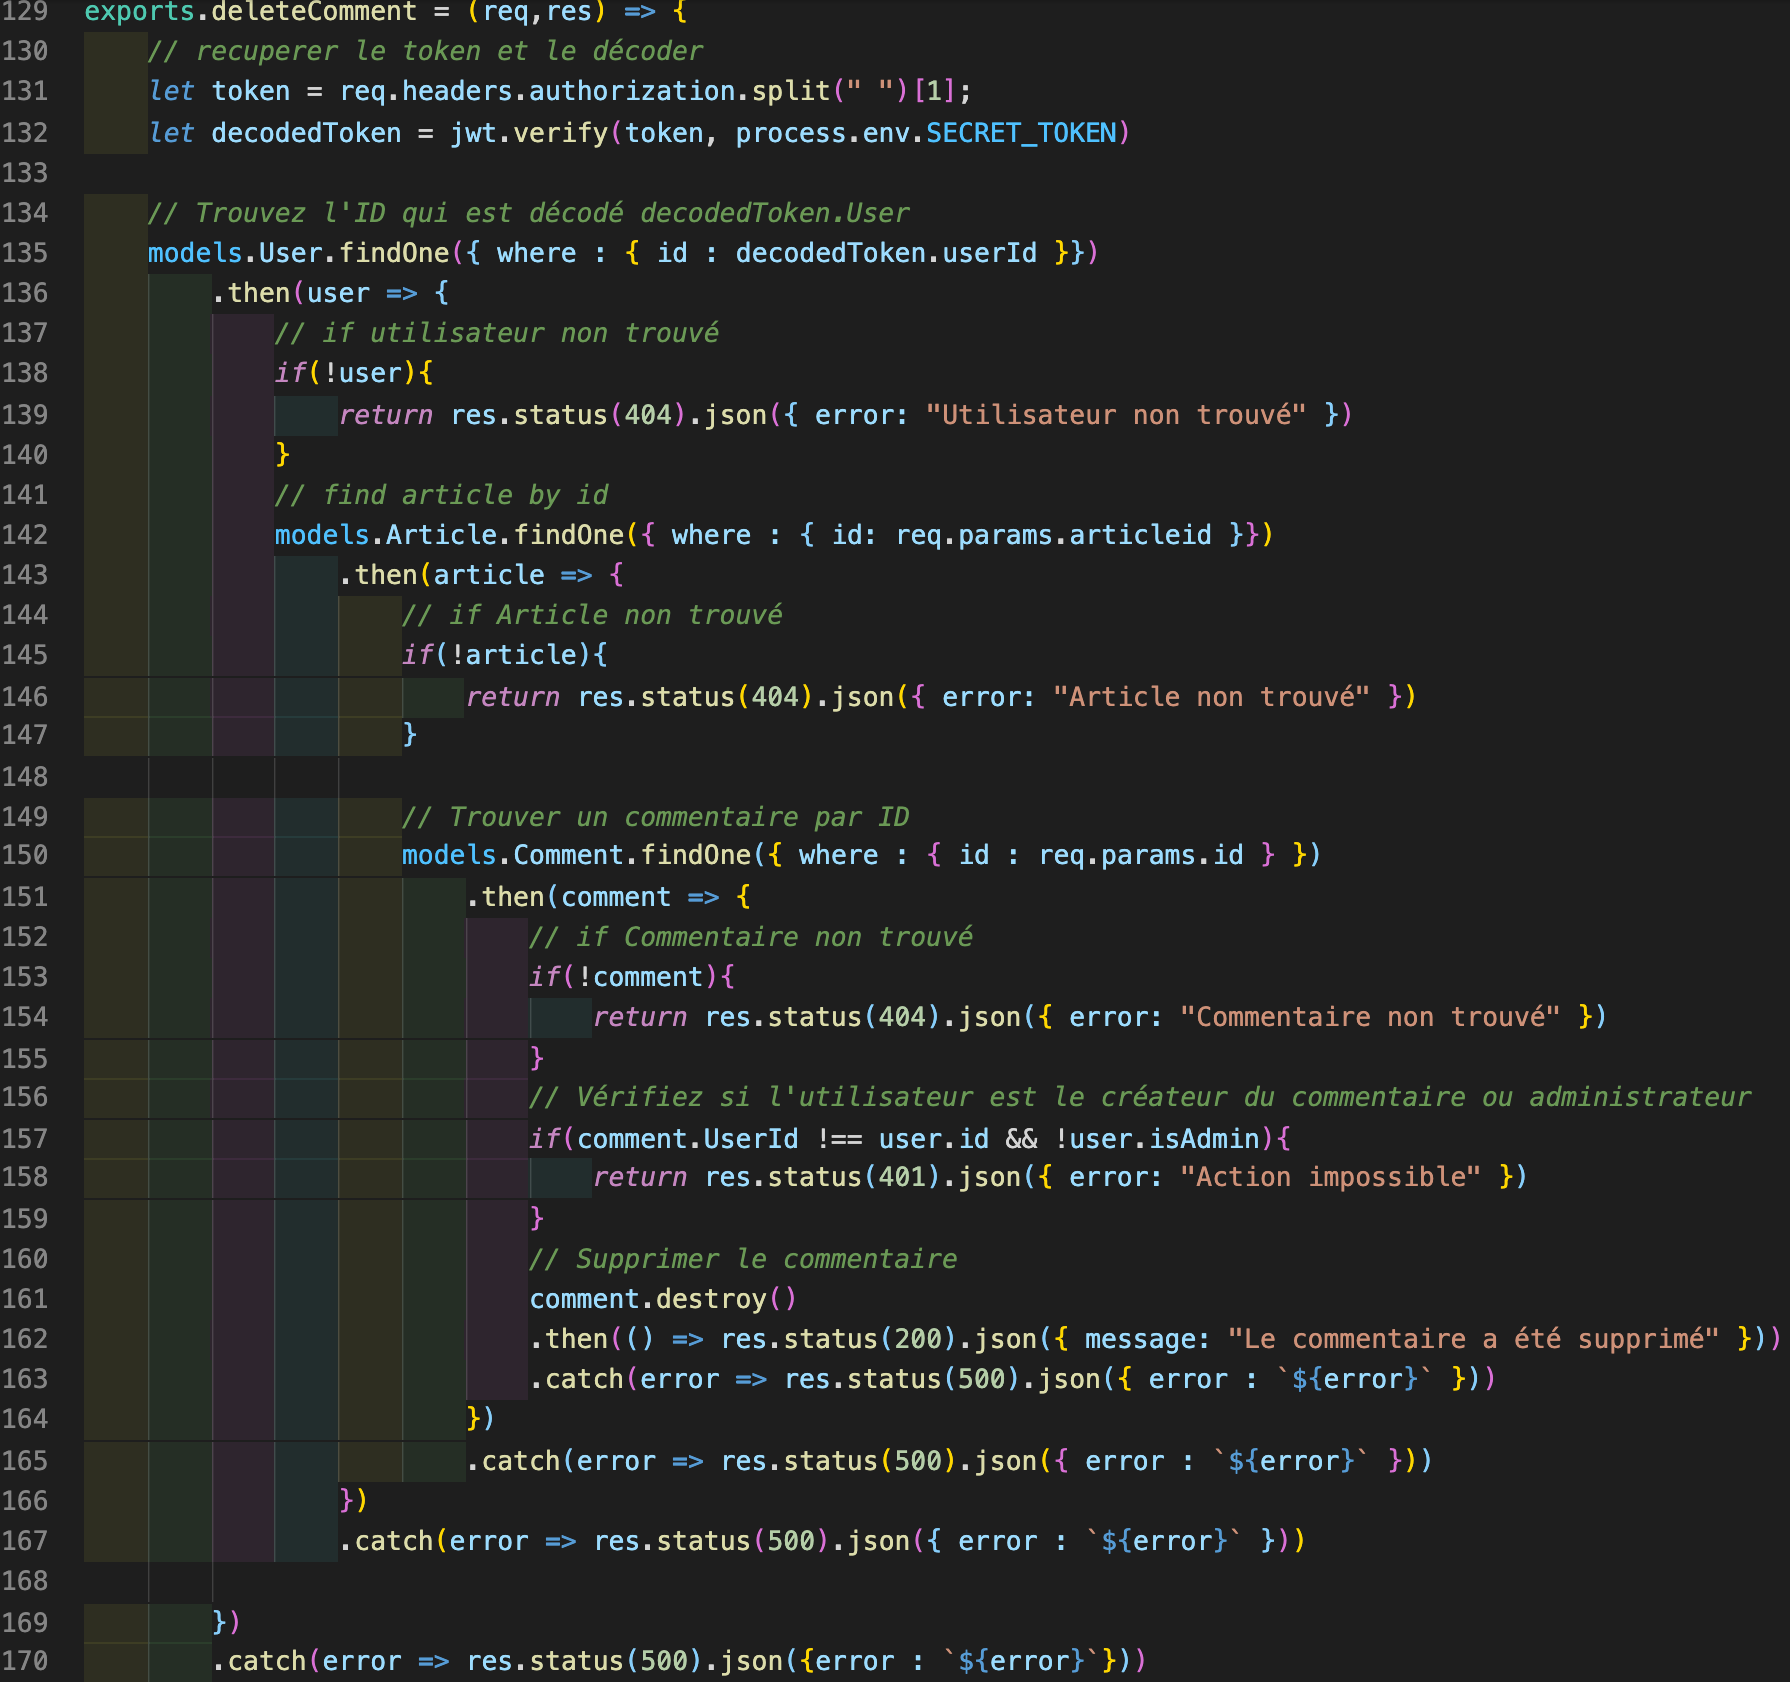 129 exports.deleteComment = (req,res) => {
130 // recuperer le token et le décoder
131 let token = req.headers.authorization.split(" ")[1];
132 let decodedToken = jwt.verify(token, process.env.SECRET_TOKEN)
133
134 // Trouvez l'ID qui est décodé decodedToken.User
135 models.User.findOne({ where : { id : decodedToken.userId }})
136 .then(user => {
137 // if utilisateur non trouvé
138 if(!user){
139 return res.status(404).json({ error: "Utilisateur non trouvé" })
140 }
141 // find article by id
142 models.Article.findOne({ where : { id: req.params.articleid }})
143 .then(article => {
144 // if Article non trouvé
145 if(!article){
146 return res.status(404).json({ error: "Article non trouvé" })
147 }
148
149 // Trouver un commentaire par ID
150 models.Comment.findOne({ where : { id : req.params.id } })
151 .then(comment => {
152 // if Commentaire non trouvé
153 if(!comment){
154 return res.status(404).json({ error: "Commentaire non trouvé" })
155 }
156 // Vérifiez si l'utilisateur est le créateur du commentaire ou administrateur
157 if(comment.UserId !== user.id && !user.isAdmin){
158 return res.status(401).json({ error: "Action impossible" })
159 }
160 // Supprimer le commentaire
161 comment.destroy()
162 .then(() => res.status(200).json({ message: "Le commentaire a été supprimé" }))
163 .catch(error => res.status(500).json({ error : `${error}` }))
164 })
165 .catch(error => res.status(500).json({ error : `${error}` }))
166 })
167 .catch(error => res.status(500).json({ error : `${error}` }))
168
169 })
170 .catch(error => res.status(500).json({error : `${error}`}))